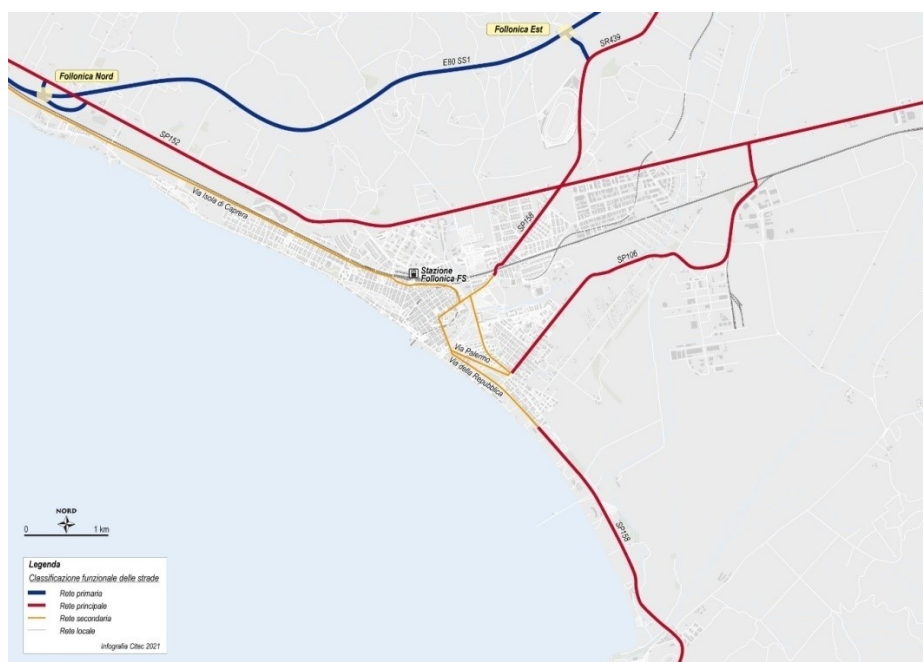 Follonica Est
SR439
E80 SS1
Follonica Nord
SP152
Via Isola di Caprera
SP158
Stazione
Follonica FS
SP106
Via Palermo
Via della Repubblica
SP158
NORD
0 1 km
Legenda
Classificazione funzionale delle strade
Rete primaria
Rete principale
Rete secondaria
Rete locale
Infografia Citec 2021